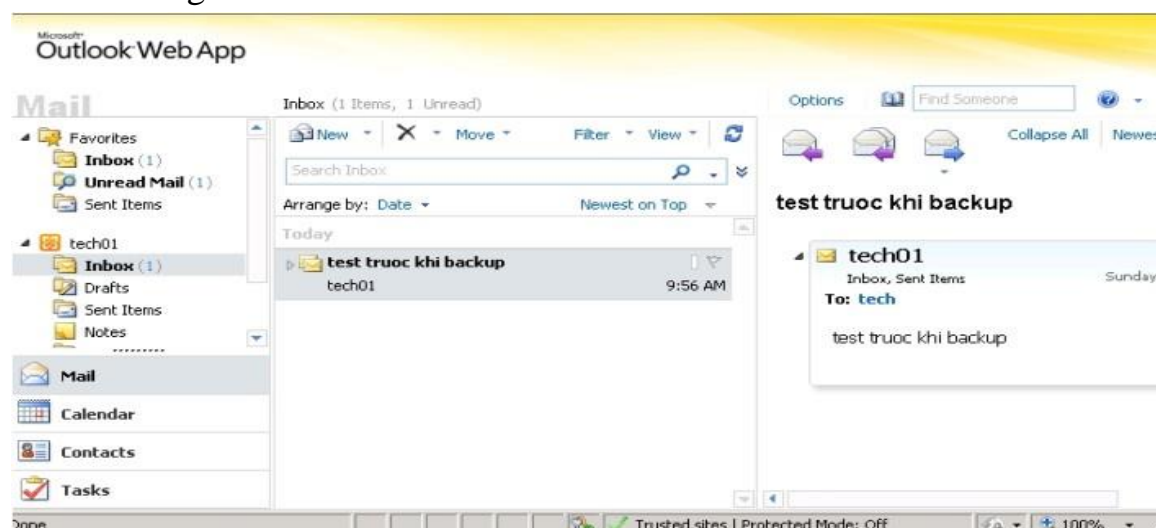 Microsoft
Outlook Web App
Mail
Favorites
Inbox (1)
Unread Mail (1)
Sent Items
tech01
Inbox (1)
Drafts
Sent Items
Notes
Mail
Calendar
Contacts
Tasks
Inbox (1 Items, 1 Unread)
New
Move
Filter
View
Search Inbox
Arrange by: Date
Newest on Top
Today
test truoc khi backup
tech01
9:56 AM
Options
Find Someone
Collapse All
test truoc khi backup
tech01
Inbox, Sent Items
Sunday
To: tech
test truoc khi backup
Trusted sites | Protected Mode: Off
100%